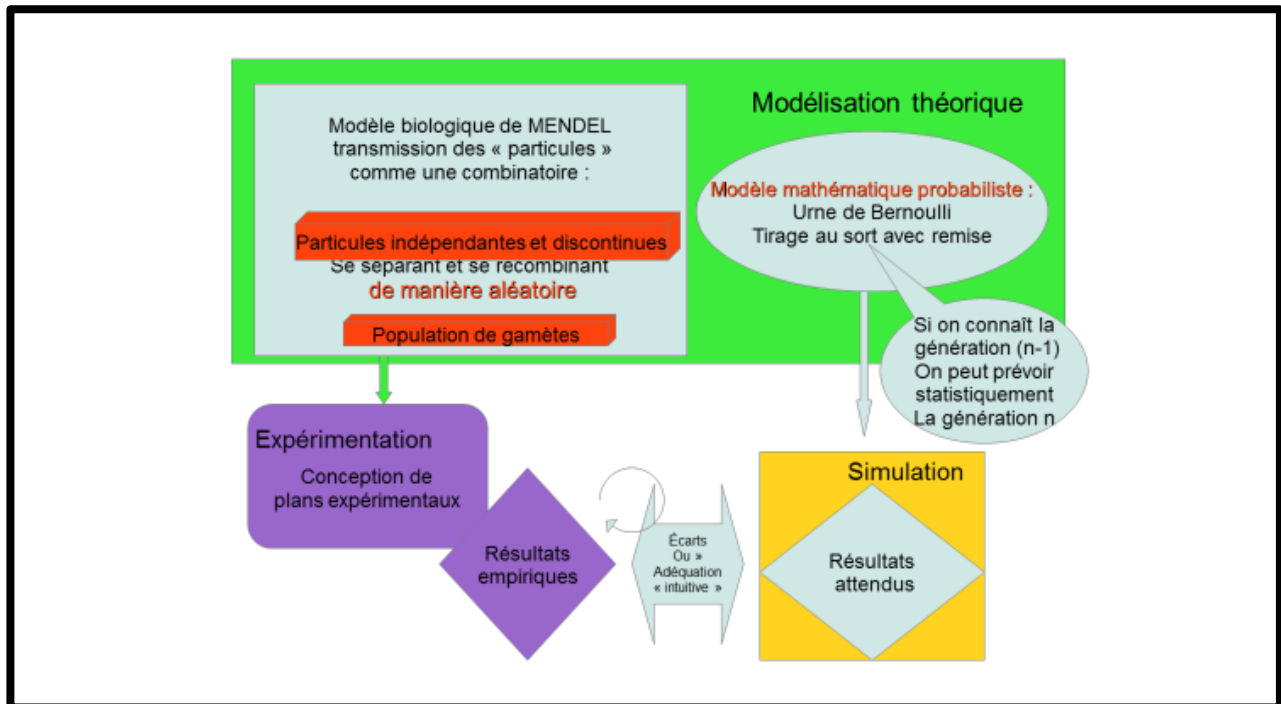 Modélisation théorique
Modèle biologique de MENDEL
transmission des « particules »
comme une combinatoire :
Particules indépendantes et discontinues
Se séparant et se recombinant
de manière aléatoire
Population de gamètes
Modèle mathématique probabiliste :
Urne de Bernoulli
Tirage au sort avec remise
Si on connaît la
génération (n-1)
On peut prévoir
statistiquement
La génération n
Expérimentation
Conception de
plans expérimentaux
Résultats
empiriques
Écarts
Ou »
Adéquation
« intuitive »
Simulation
Résultats
attendus